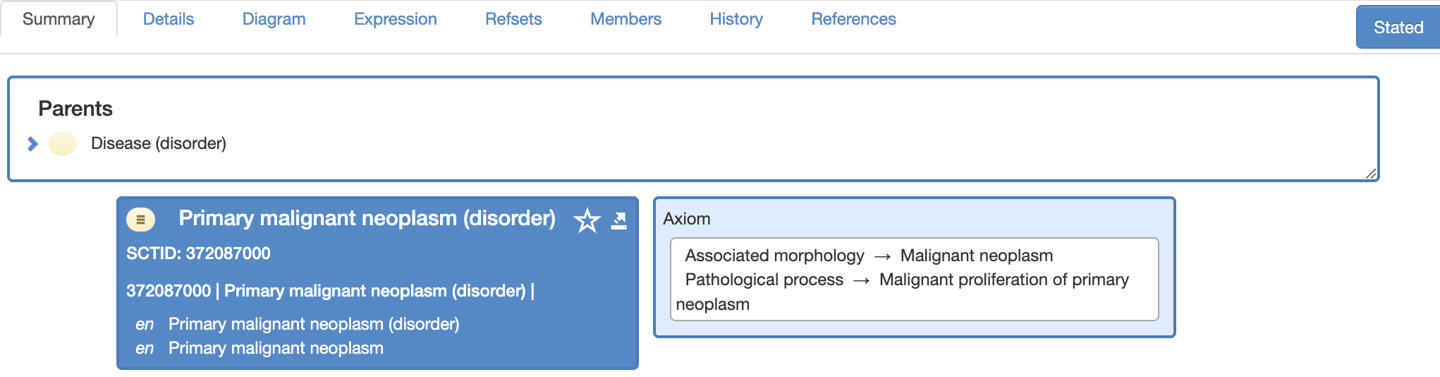 Summary Details Diagram Expression Refsets Members History References
Stated
Parents
Disease (disorder)
Primary malignant neoplasm (disorder)
SCTID: 372087000
372087000 | Primary malignant neoplasm (disorder) |
en Primary malignant neoplasm (disorder)
en Primary malignant neoplasm
Axiom
Associated morphology → Malignant neoplasm
Pathological process → Malignant proliferation of primary
neoplasm